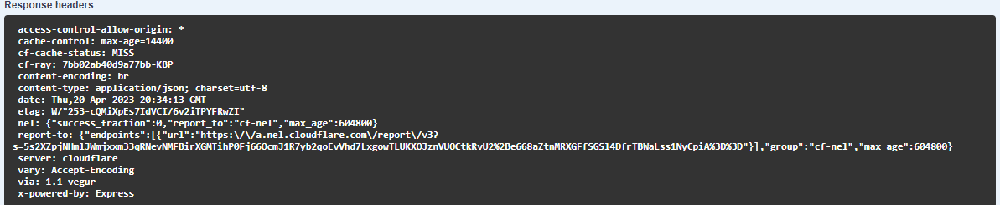 Response headers
access-control-allow-origin: *
cache-control: max-age=14400
cf-cache-status: MISS
cf-ray: 7bb02ab40d9a77bb-KBP
content-encoding: br
content-type: application/json; charset=utf-8
date: Thu,20 Apr 2023 20:34:13 GMT
etag: W/"253-cQMiXpEs7IdVCI/6v2iTPYFRwZI"
nel: {"success_fraction":0,"report_to":"cf-nel","max_age":604800}
report-to: {"endpoints":[{"url":"https:\/\/a.nel.cloudflare.com\/report\/v3?
s=5s2XZpjNHmlJWmjxxm33qRNevNMFBirXGMTihP0Fj66OcmJ1R7yb2qoEvVhd7LxgowTLUKXOJznVUOCtkRvU2%2Be668aZtnMRXGFfSGSl4DfrTBWaLss1NyCpiA%3D%3D"}],"group":"cf-nel","max_age":604800}
server: cloudflare
vary: Accept-Encoding
via: 1.1 vegur
x-powered-by: Express